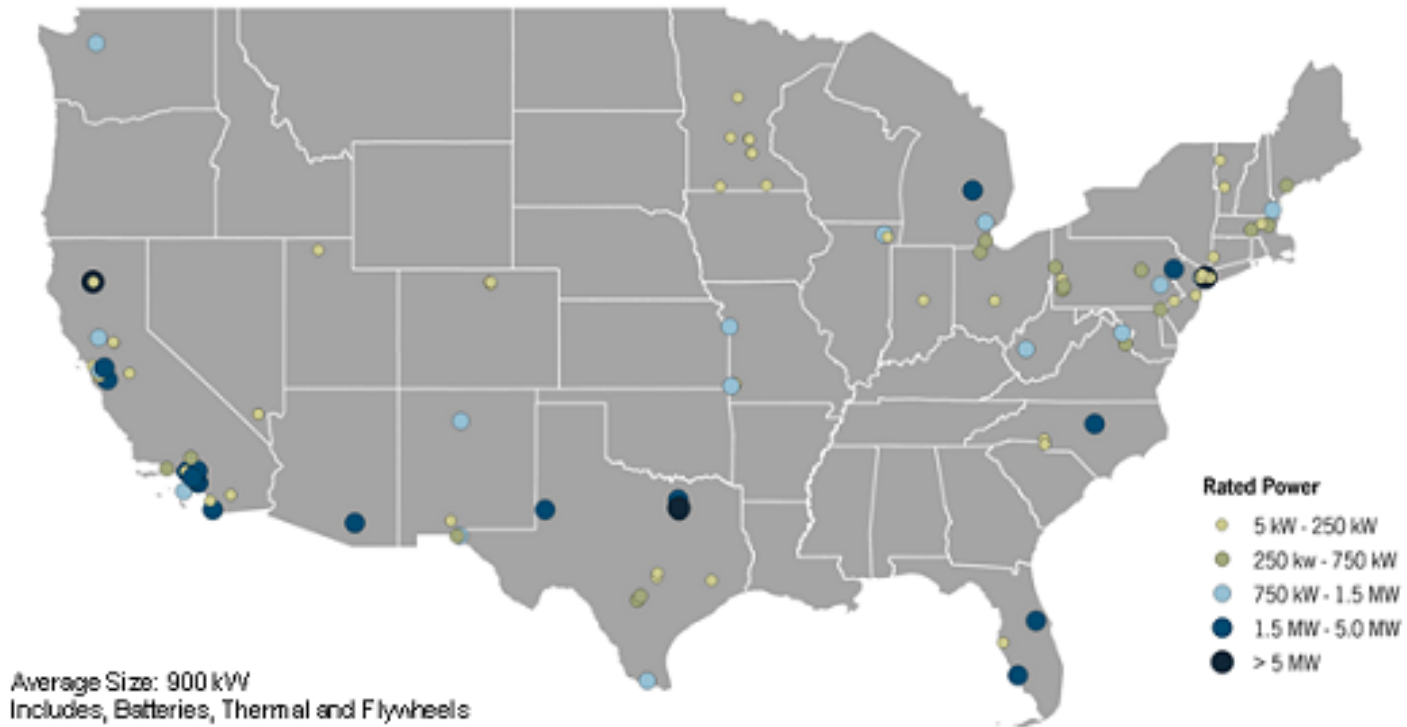 Rated Power
5 kW - 250 kW
250 kw - 750 kW
750 kW - 1.5 MW
1.5 MW - 5.0 MW
> 5 MW
Average Size: 900 kW
Includes, Batteries, Thermal and Flywheels